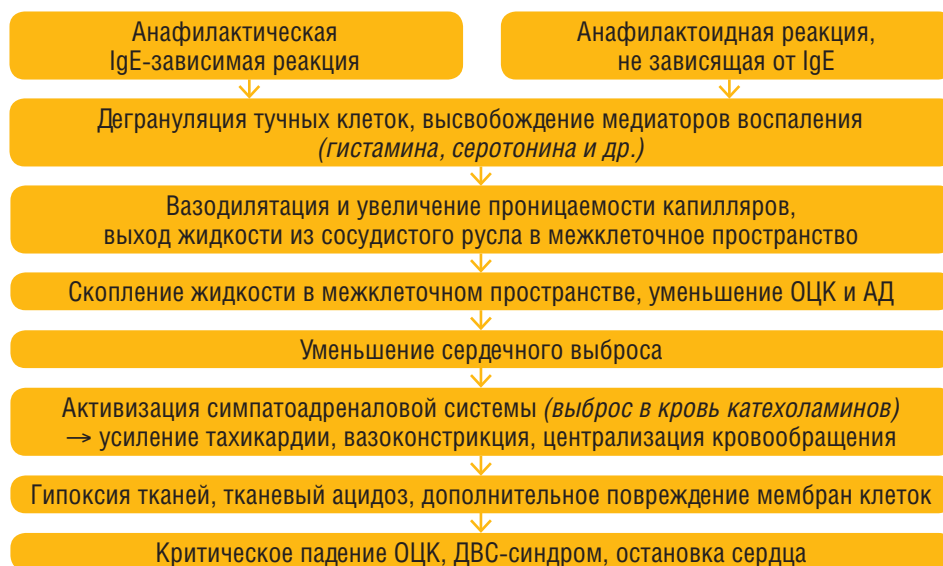 Анафилактическая
IgE-зависимая реакция
Анафилактоидная реакция,
не зависящая от IgE
Дегрануляция тучных клеток, высвобождение медиаторов воспаления
(гистамина, серотонина и др.)
Вазодилятация и увеличение проницаемости капилляров,
выход жидкости из сосудистого русла в межклеточное пространство
Скопление жидкости в межклеточном пространстве, уменьшение ОЦК и АД
Уменьшение сердечного выброса
Активизация симпатоадреналовой системы (выброс в кровь катехоламинов)
→ усиление тахикардии, вазоконстрикция, централизация кровообращения
Гипоксия тканей, тканевый ацидоз, дополнительное повреждение мембран клеток
Критическое падение ОЦК, ДВС-синдром, остановка сердца